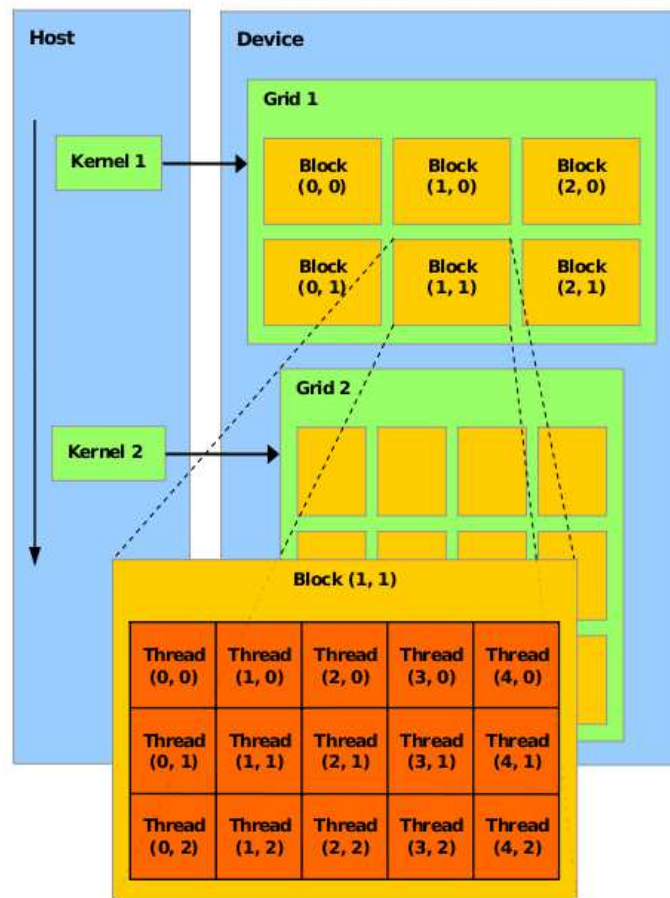 Host
Device
Grid 1
Kernel 1
Block
(0, 0)
Block
(1, 0)
Block
(2, 0)
Block
(0, 1)
Block
(1, 1)
Block
(2, 1)
Grid 2
Kernel 2
Block (1, 1)
Thread
(0, 0)
Thread
(1, 0)
Thread
(2, 0)
Thread
(3, 0)
Thread
(4, 0)
Thread
(0, 1)
Thread
(1, 1)
Thread
(2, 1)
Thread
(3, 1)
Thread
(4, 1)
Thread
(0, 2)
Thread
(1, 2)
Thread
(2, 2)
Thread
(3, 2)
Thread
(4, 2)